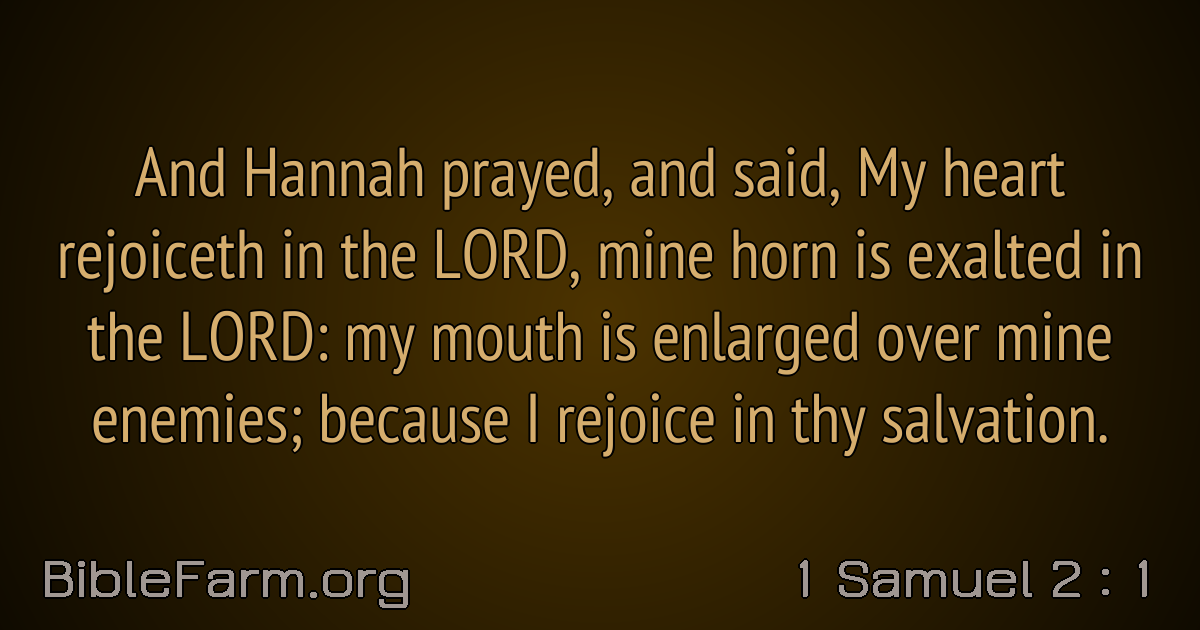 And Hannah prayed, and said, My heart
rejoiceth in the LORD, mine horn is exalted in
the LORD: my mouth is enlarged over mine
enemies; because I rejoice in thy salvation.
BibleFarm.org
1 Samuel 2 : 1